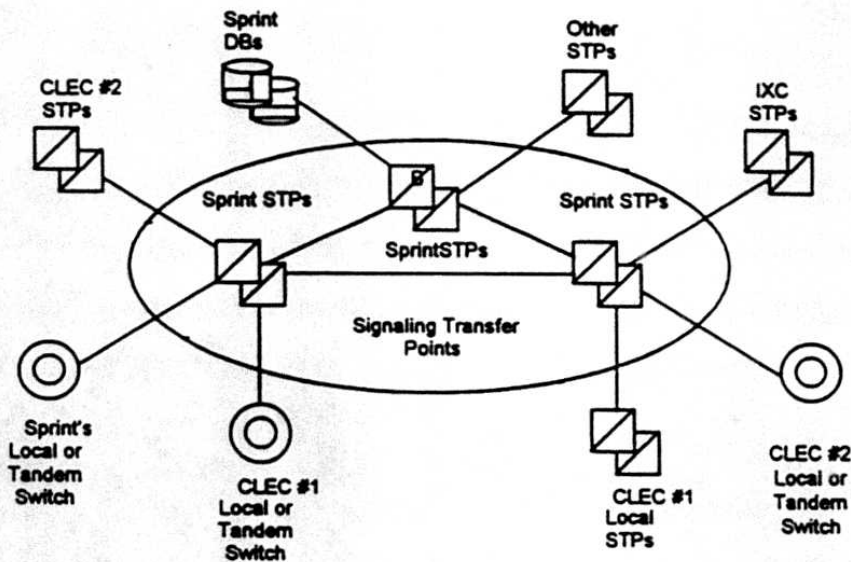 Sprint
DBs
Other
STPs
CLEC #2
STPs
IXC
STPs
Sprint STPs
S
Sprint STPs
SprintSTPs
Signaling Transfer
Points
Sprint's
Local or
Tandem
Switch
CLEC #1
Local or
Tandem
Switch
CLEC #1
Local
STPs
CLEC #2
Local or
Tandem
Switch